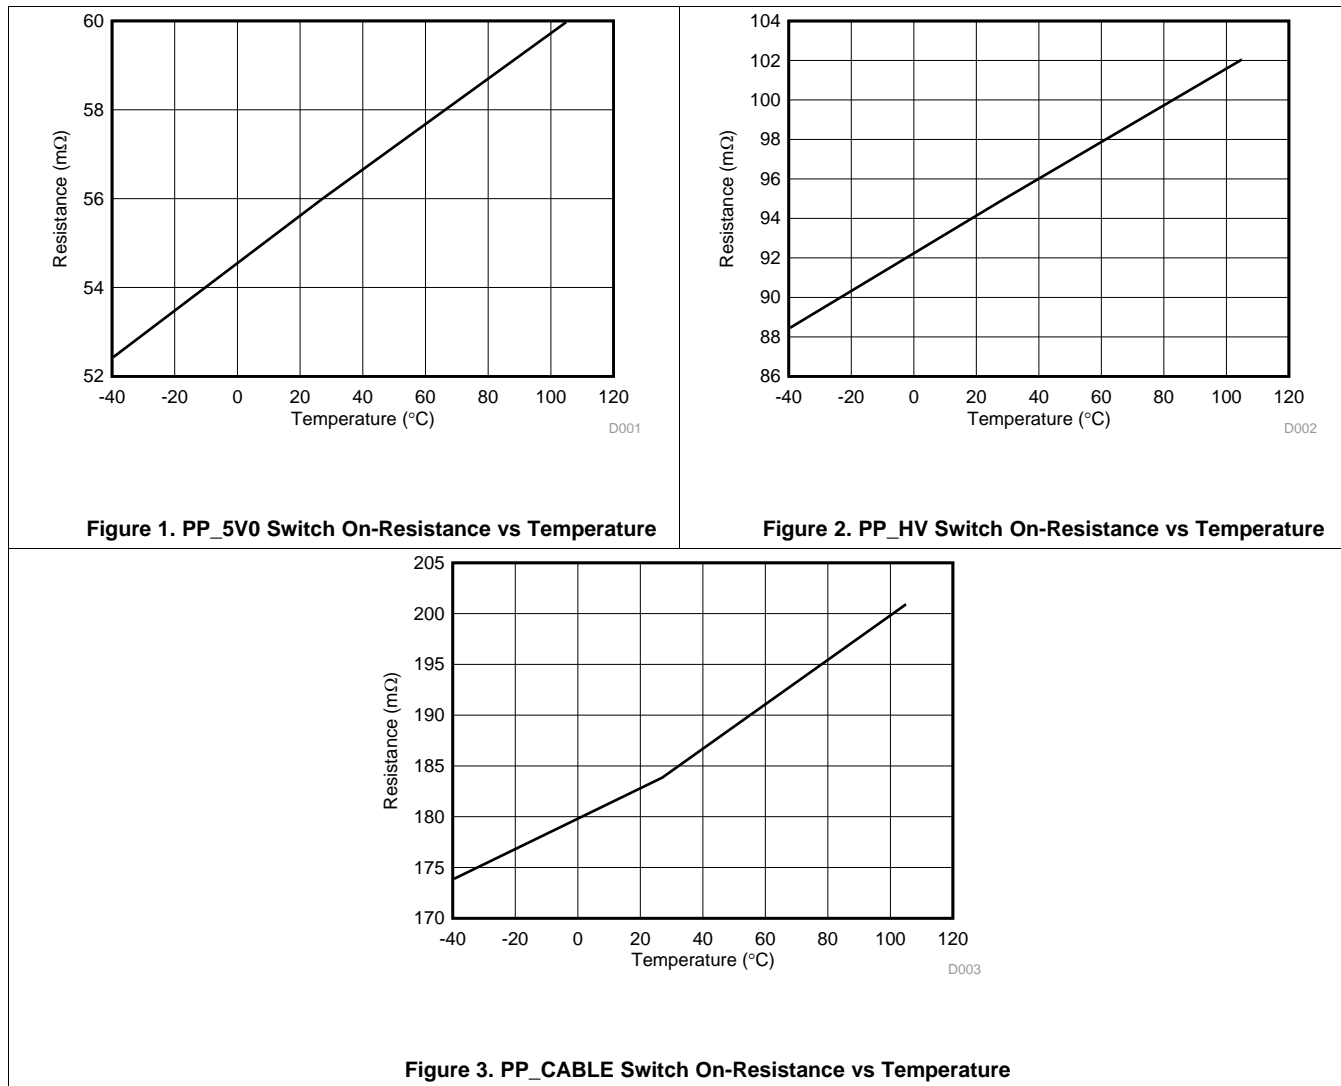 60
58
56
54
52
Resistance (mΩ)
-40 -20 0 20 40 60 80 100 120
Temperature (°C)
D001
Figure 1. PP_5V0 Switch On-Resistance vs Temperature
104
102
100
98
96
94
92
90
88
86
Resistance (mΩ)
-40 -20 0 20 40 60 80 100 120
Temperature (°C)
D002
Figure 2. PP_HV Switch On-Resistance vs Temperature
205
200
195
190
185
180
175
170
Resistance (mΩ)
-40 -20 0 20 40 60 80 100 120
Temperature (°C)
D003
Figure 3. PP_CABLE Switch On-Resistance vs Temperature